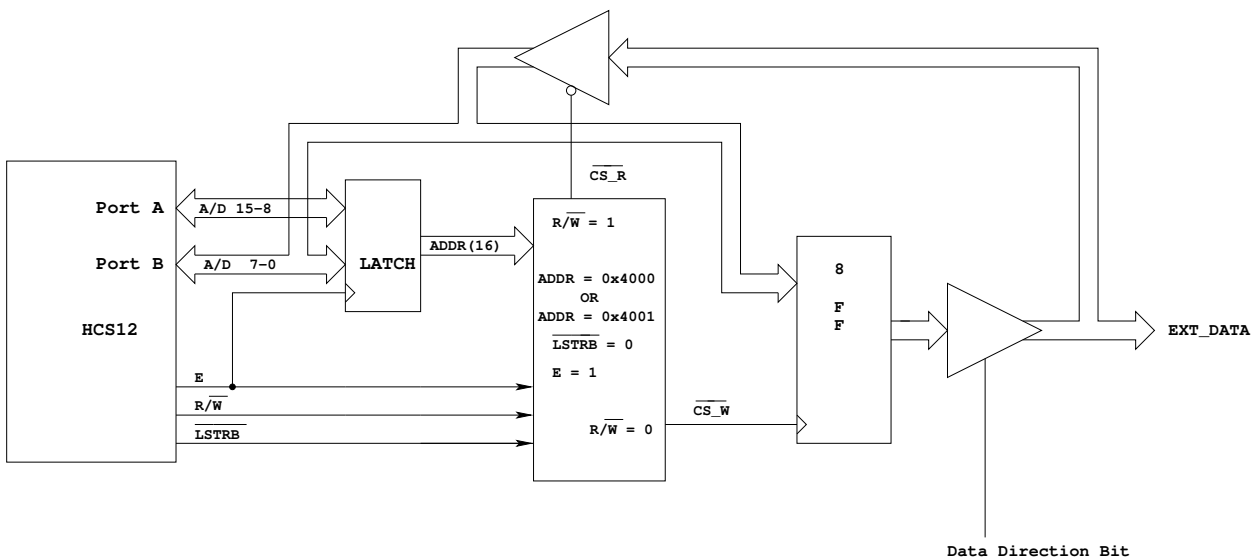 CS_R
Port A
A/D 15-8
R/W = 1
Port B
A/D 7-0
LATCH
ADDR(16)
ADDR = 0x4000
OR
ADDR = 0x4001
LSTRB = 0
E = 1
R/W = 0
HCS12
E
R/W
LSTRB
CS_W
8
F
F
EXT_DATA
Data Direction Bit